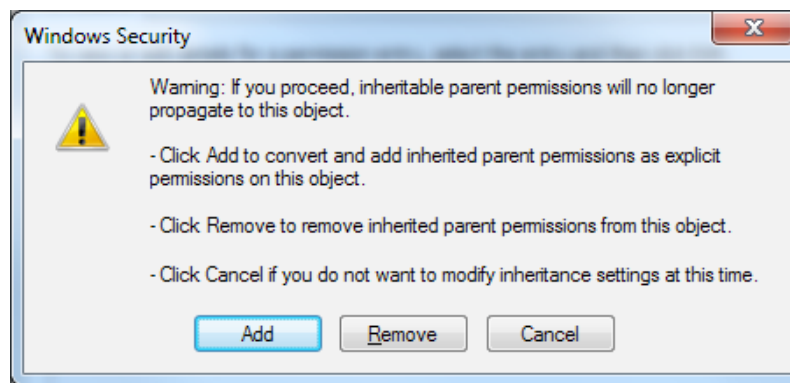 Windows Security
Warning: If you proceed, inheritable parent permissions will no longer
propagate to this object.
- Click Add to convert and add inherited parent permissions as explicit
permissions on this object.
- Click Remove to remove inherited parent permissions from this object.
- Click Cancel if you do not want to modify inheritance settings at this time.
Add Remove Cancel